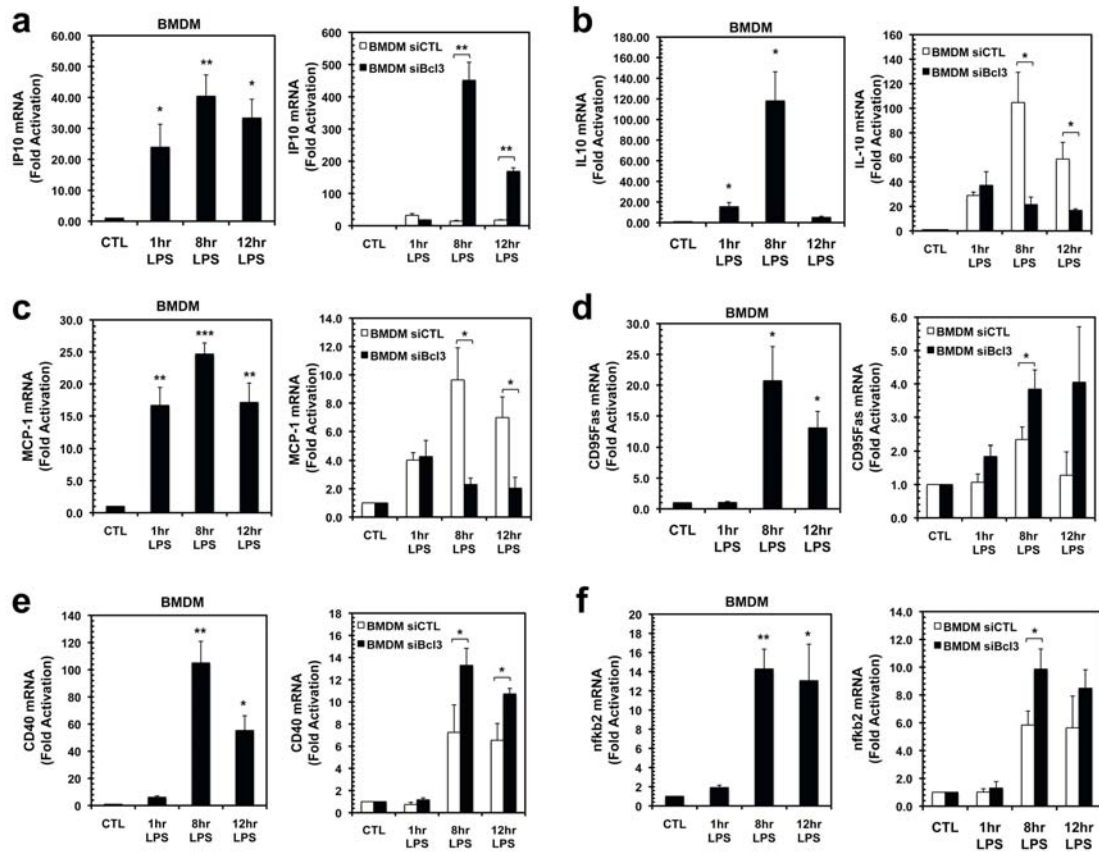 a
BMDM
IP10 mRNA
(Fold Activation)
60.00
50.00
40.00
30.00
20.00
10.00
0.00
*
**
*
CTL
1hr
LPS
8hr
LPS
12hr
LPS
IP10 mRNA
(Fold Activation)
600
500
400
300
200
100
0
BMDM siCTL
BMDM siBcl3
**
**
CTL
1hr
LPS
8hr
LPS
12hr
LPS
b
BMDM
IL10 mRNA
(Fold Activation)
180.00
160.00
140.00
120.00
100.00
80.00
60.00
40.00
20.00
0.00
*
*
CTL
1hr
LPS
8hr
LPS
12hr
LPS
IL-10 mRNA
(Fold Activation)
160
140
120
100
80
60
40
20
0
BMDM siCTL
BMDM siBcl3
*
*
CTL
1hr
LPS
8hr
LPS
12hr
LPS
c
BMDM
MCP-1 mRNA
(Fold Activation)
30.0
25.0
20.0
15.0
10.0
5.0
0.0
**
***
**
CTL
1hr
LPS
8hr
LPS
12hr
LPS
MCP-1 mRNA
(Fold Activation)
14.0
12.0
10.0
8.0
6.0
4.0
2.0
0.0
BMDM siCTL
BMDM siBcl3
*
*
CTL
1hr
LPS
8hr
LPS
12hr
LPS
d
BMDM
CD95Fas mRNA
(Fold Activation)
30.0
25.0
20.0
15.0
10.0
5.0
0.0
*
*
CTL
1hr
LPS
8hr
LPS
12hr
LPS
CD95Fas mRNA
(Fold Activation)
6.0
5.0
4.0
3.0
2.0
1.0
0.0
BMDM siCTL
BMDM siBcl3
*
CTL
1hr
LPS
8hr
LPS
12hr
LPS
e
BMDM
CD40 mRNA
(Fold Activation)
140
120
100
80
60
40
20
0
**
*
CTL
1hr
LPS
8hr
LPS
12hr
LPS
CD40 mRNA
(Fold Activation)
18
16
14
12
10
8
6
4
2
0
BMDM siCTL
BMDM siBcl3
*
*
CTL
1hr
LPS
8hr
LPS
12hr
LPS
f
BMDM
nfkb2 mRNA
(Fold Activation)
20
18
16
14
12
10
8
6
4
2
0
**
*
CTL
1hr
LPS
8hr
LPS
12hr
LPS
nfkb2 mRNA
(Fold Activation)
14.0
12.0
10.0
8.0
6.0
4.0
2.0
0.0
BMDM siCTL
BMDM siBcl3
*
CTL
1hr
LPS
8hr
LPS
12hr
LPS